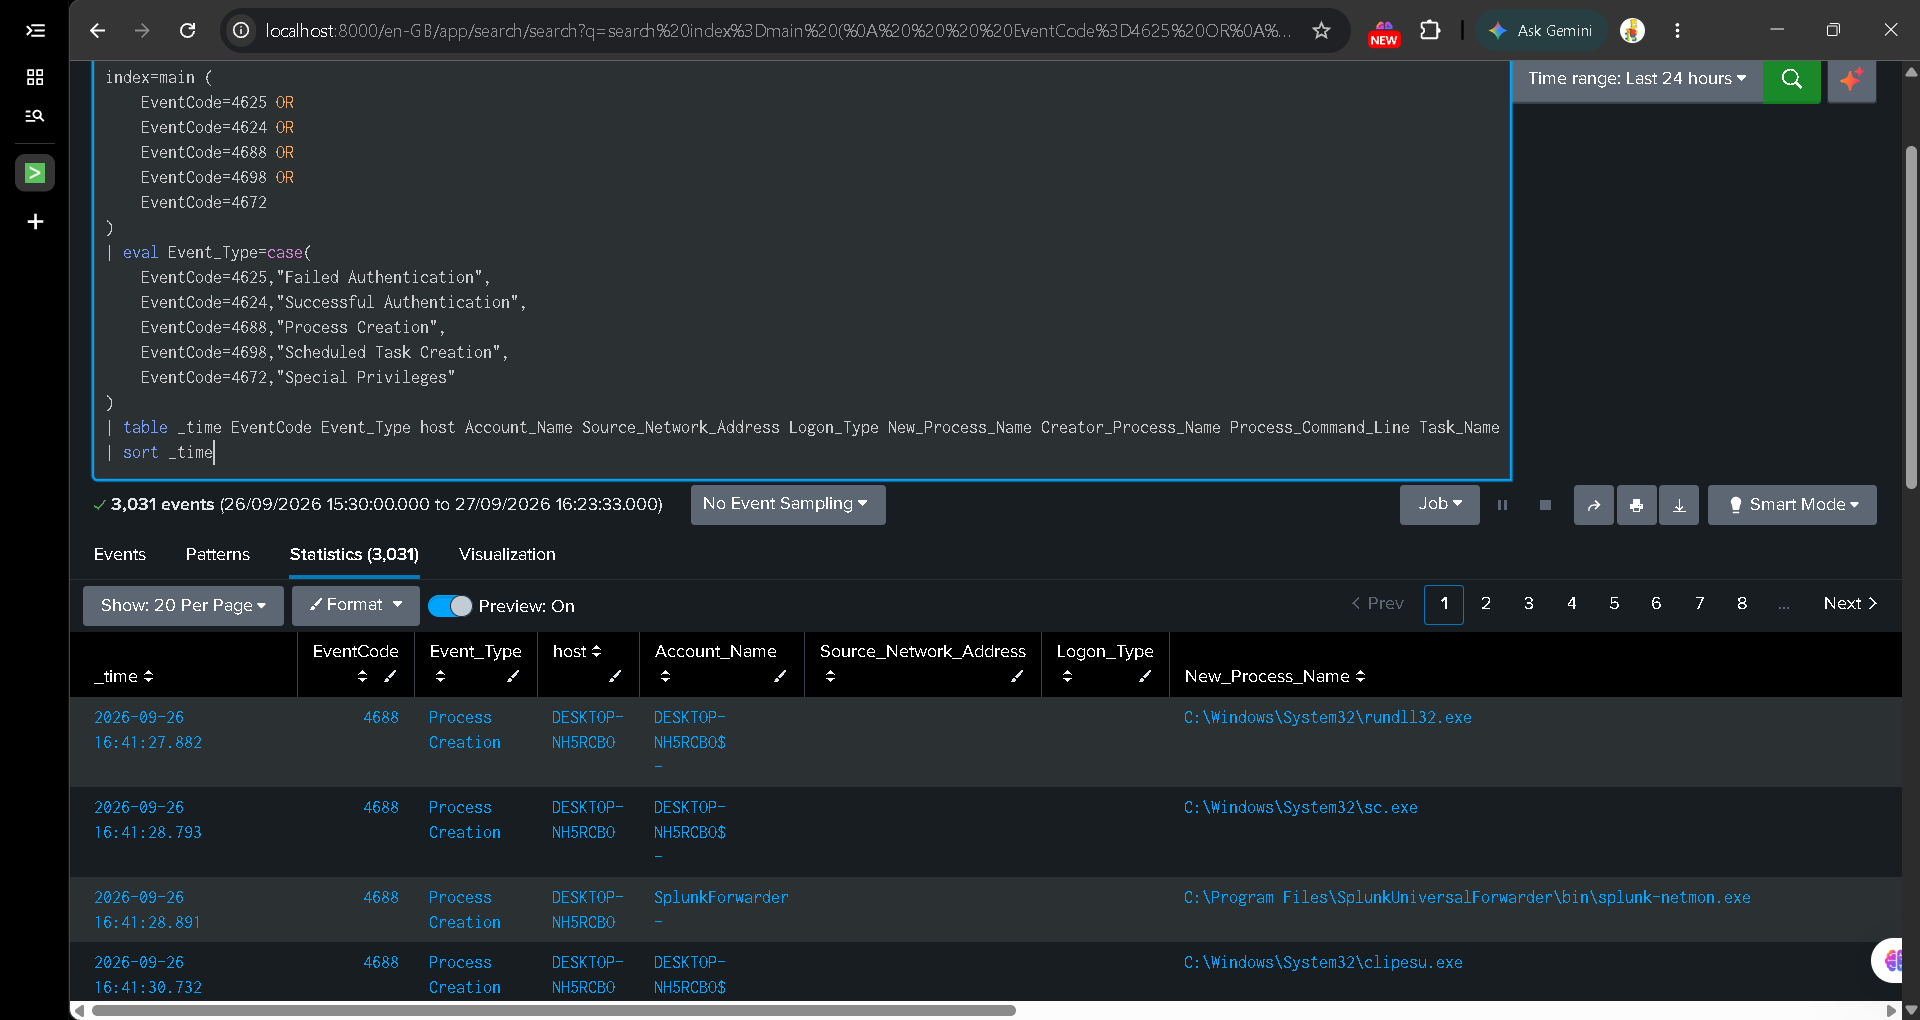 localhost:8000/en-GB/app/search/search?q=search%20index%3Dmain%20(%0A%20%20%20%20EventCode%3D4625%20OR%0A%...
NEW
Ask Gemini
index=main (
EventCode=4625 OR
EventCode=4624 OR
EventCode=4688 OR
EventCode=4698 OR
EventCode=4672
)
| eval Event_Type=case(
EventCode=4625,"Failed Authentication",
EventCode=4624,"Successful Authentication",
EventCode=4688,"Process Creation",
EventCode=4698,"Scheduled Task Creation",
EventCode=4672,"Special Privileges"
)
| table _time EventCode Event_Type host Account_Name Source_Network_Address Logon_Type New_Process_Name Creator_Process_Name Process_Command_Line Task_Name
| sort _time
Time range: Last 24 hours
3,031 events (26/09/2026 15:30:00.000 to 27/09/2026 16:23:33.000)
No Event Sampling
Job
Smart Mode
Events
Patterns
Statistics (3,031)
Visualization
Show: 20 Per Page
Format
Preview: On
< Prev
1
2
3
4
5
6
7
8
...
Next >
_time
EventCode
Event_Type
host
Account_Name
Source_Network_Address
Logon_Type
New_Process_Name
2026-09-26
16:41:27.882
4688
Process
Creation
DESKTOP-
NH5RCBO
DESKTOP-
NH5RCBO$
-
C:\Windows\System32\rundll32.exe
2026-09-26
16:41:28.793
4688
Process
Creation
DESKTOP-
NH5RCBO
DESKTOP-
NH5RCBO$
-
C:\Windows\System32\sc.exe
2026-09-26
16:41:28.891
4688
Process
Creation
DESKTOP-
NH5RCBO
SplunkForwarder
-
C:\Program Files\SplunkUniversalForwarder\bin\splunk-netmon.exe
2026-09-26
16:41:30.732
4688
Process
Creation
DESKTOP-
NH5RCBO
DESKTOP-
NH5RCBO$
C:\Windows\System32\clipesu.exe